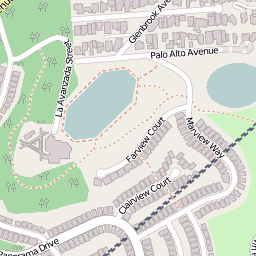 Glenbrook Ave
Palo Alto Avenue
La Avanzada Street
Marview Way
Farview Court
Clairview Court
Panorama Drive